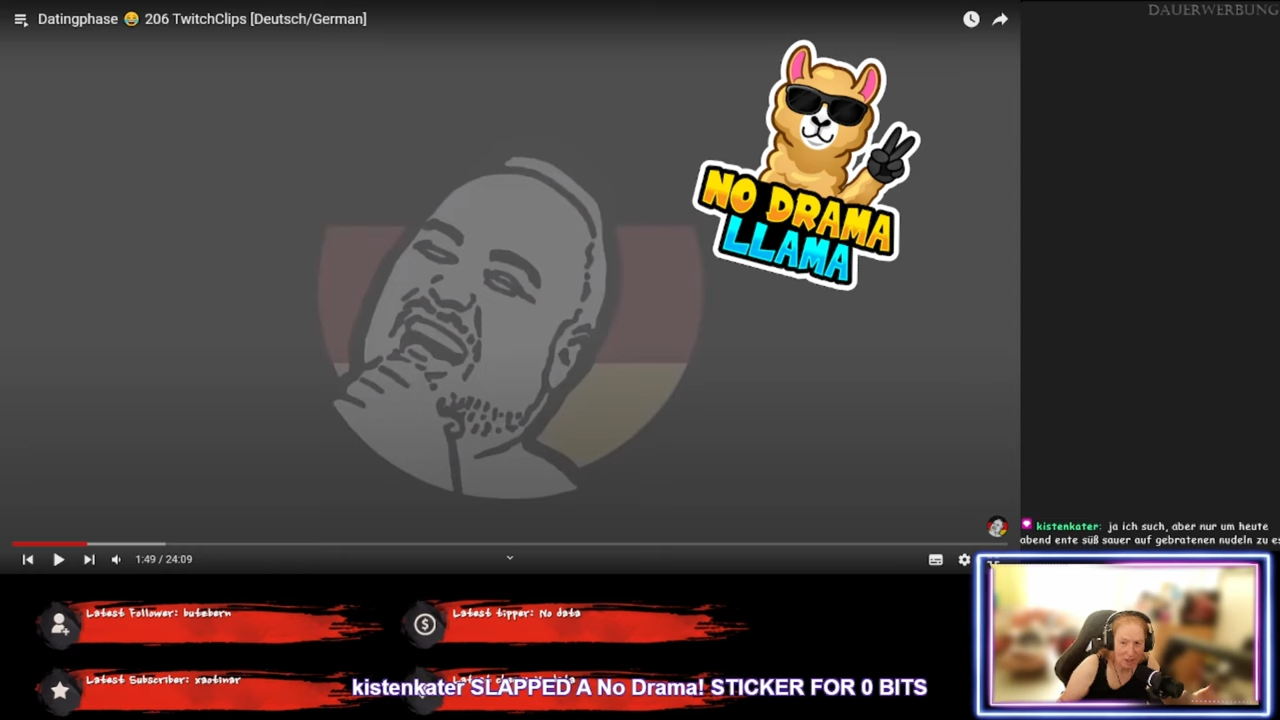 Datingphase 😂 206 TwitchClips [Deutsch/German]
DAUERWERBUNG
NO DRAMA
LLAMA
kistenkater: ja ich such, aber nur um heute
abend ente süß sauer auf gebratenen nudeln zu es
1:49 / 24:09
Latest Follower: butzbern
Latest tipper: No data
Latest Subscriber: xaotinar
kistenkater SLAPPED A No Drama! STICKER FOR 0 BITS